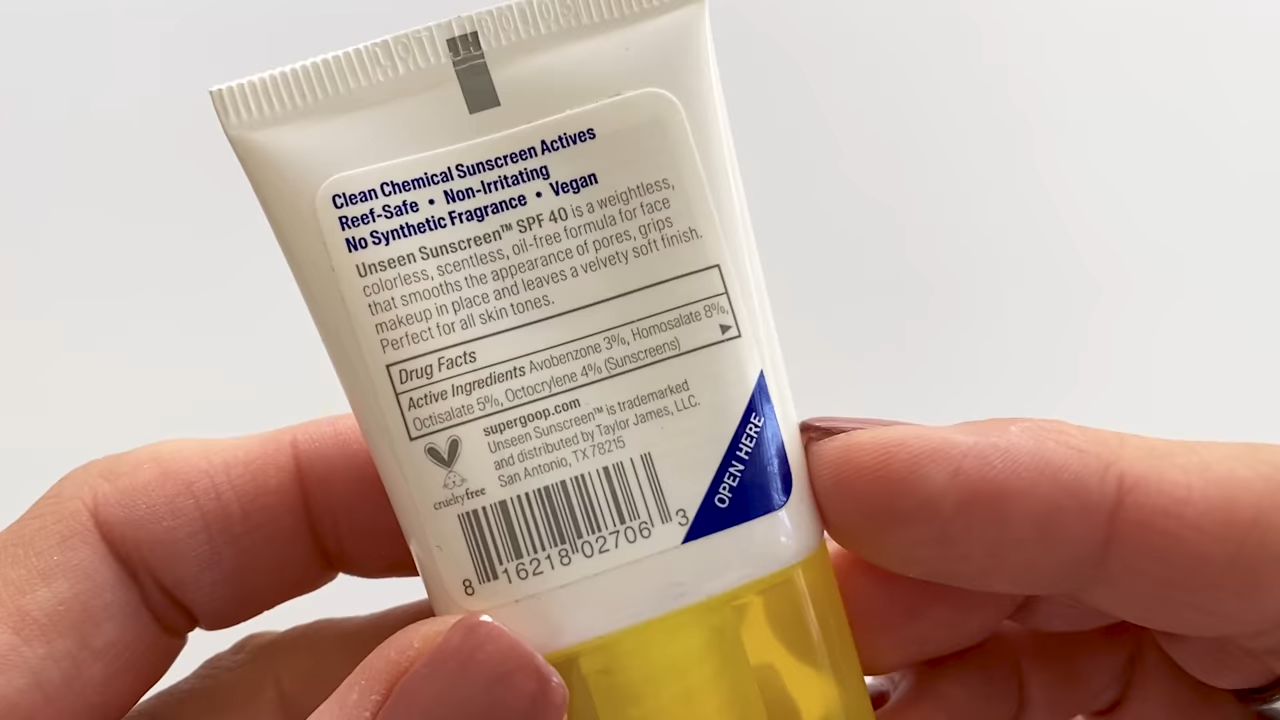 Clean Chemical Sunscreen Actives
Reef-Safe • Non-Irritating
No Synthetic Fragrance • Vegan
Unseen Sunscreen™ SPF 40 is a weightless,
colorless, scentless, oil-free formula for face
that smooths the appearance of pores, grips
makeup in place and leaves a velvety soft finish.
Perfect for all skin tones.
Drug Facts
Active Ingredients Avobenzone 3%, Homosalate 8%,
Octisalate 5%, Octocrylene 4% (Sunscreens)
supergoop.com
Unseen Sunscreen™ is trademarked
and distributed by Taylor James, LLC.
San Antonio, TX 78215
crueltyfree
OPEN HERE
8 16218 02706 3